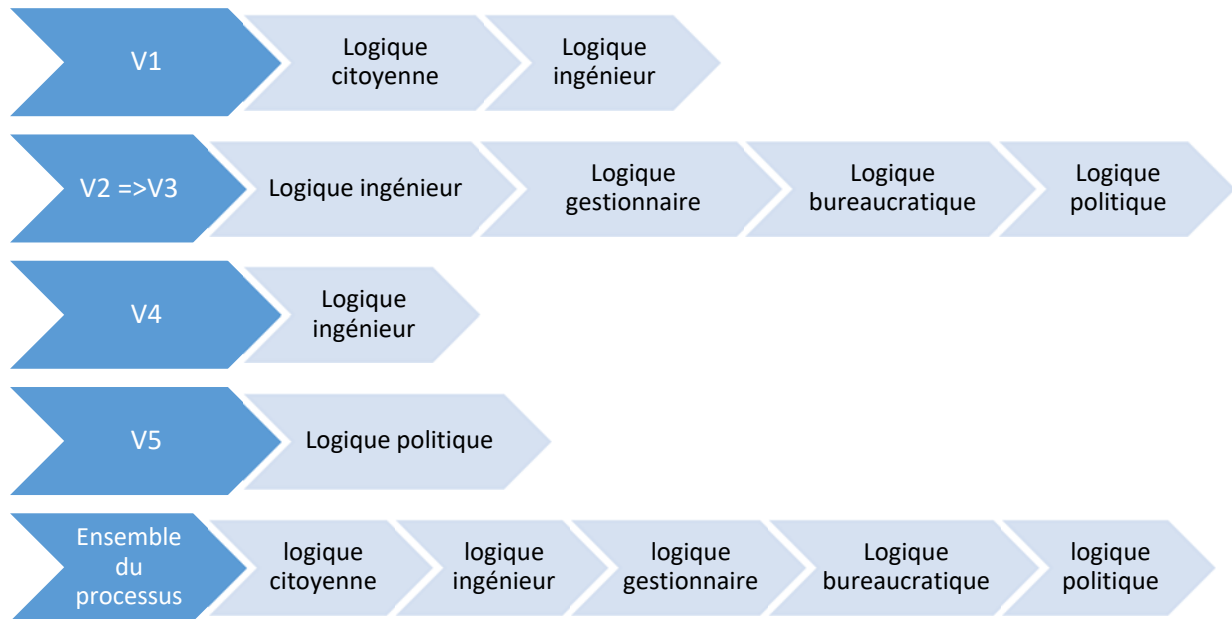 V1
Logique
citoyenne
Logique
ingénieur
V2 =>V3
Logique ingénieur
Logique
gestionnaire
Logique
bureaucratique
Logique
politique
V4
Logique
ingénieur
V5
Logique politique
Ensemble
du
processus
logique
citoyenne
logique
ingénieur
logique
gestionnaire
Logique
bureaucratique
logique
politique